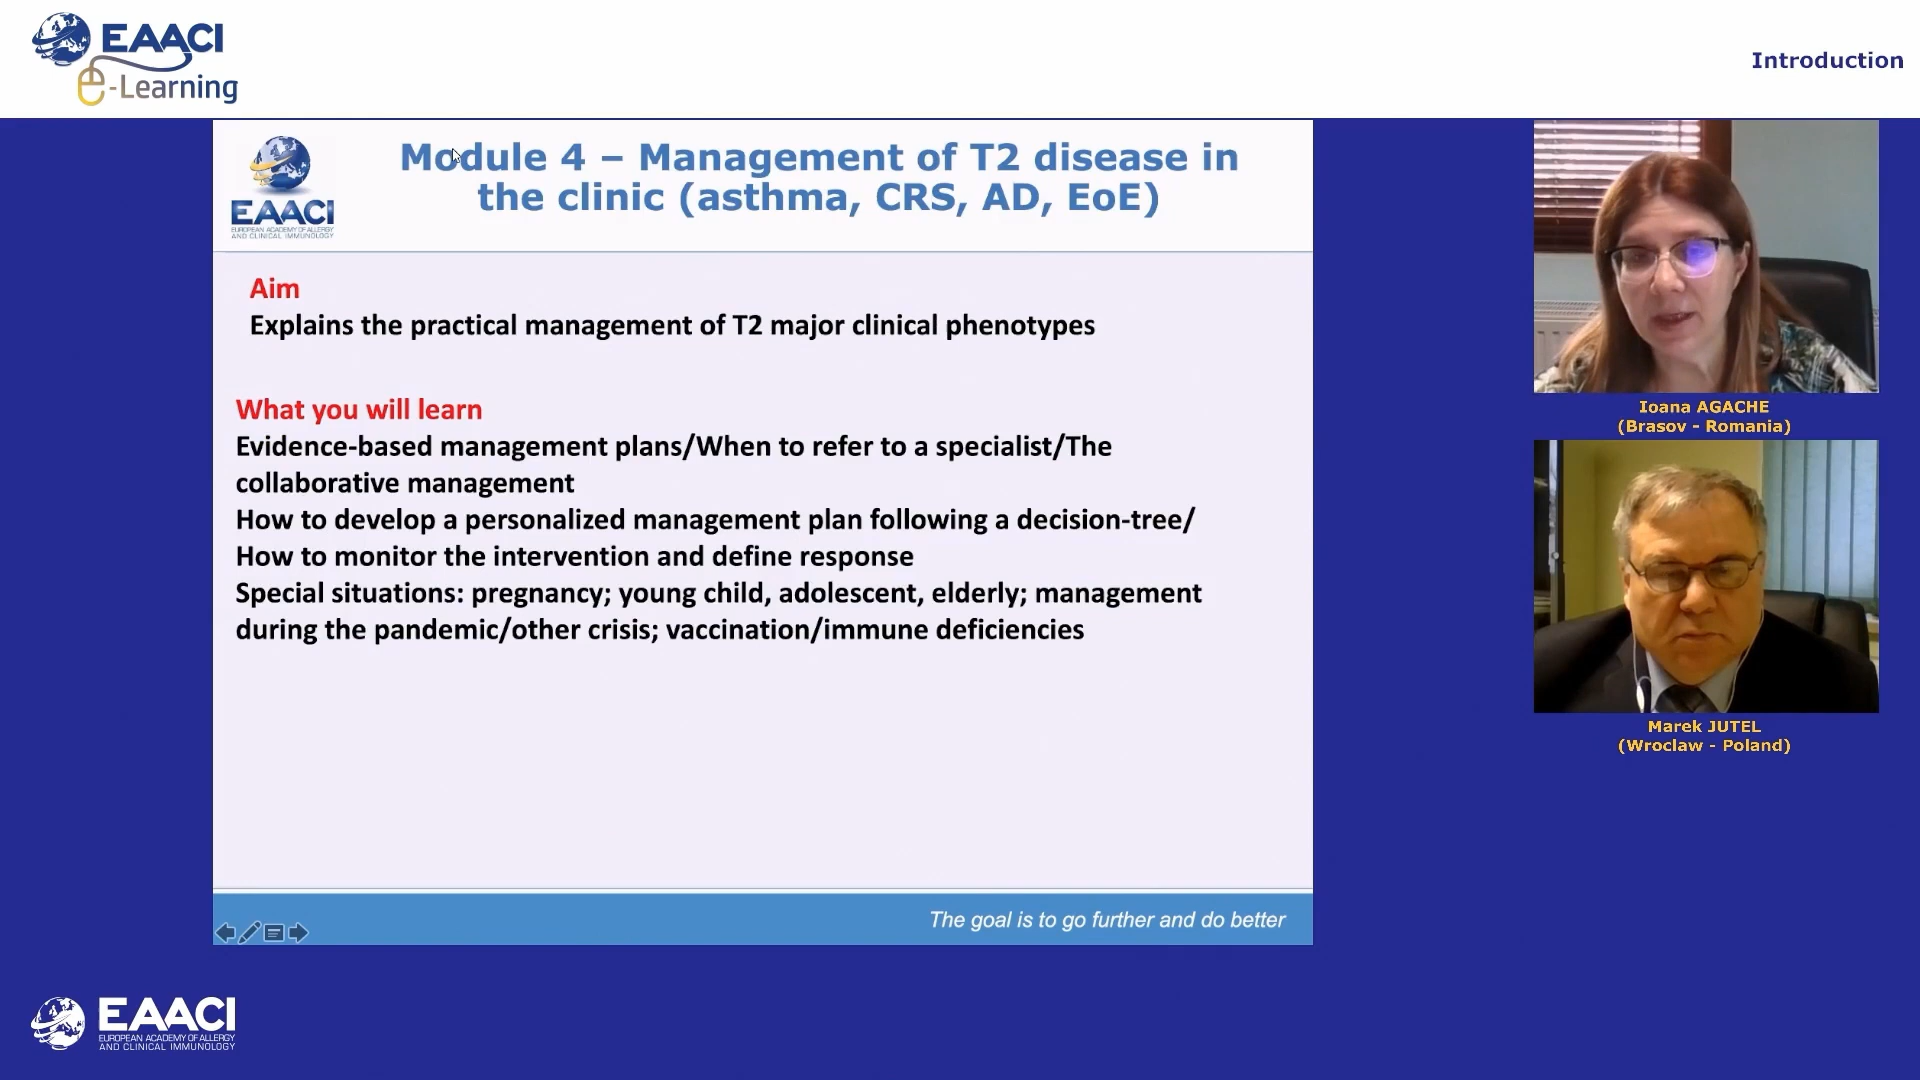 EAACI
e-Learning
Introduction
EAACI
EUROPEAN ACADEMY OF ALLERGY
AND CLINICAL IMMUNOLOGY
Module 4 – Management of T2 disease in
the clinic (asthma, CRS, AD, EoE)
Aim
Explains the practical management of T2 major clinical phenotypes
What you will learn
Evidence-based management plans/When to refer to a specialist/The
collaborative management
How to develop a personalized management plan following a decision-tree/
How to monitor the intervention and define response
Special situations: pregnancy; young child, adolescent, elderly; management
during the pandemic/other crisis; vaccination/immune deficiencies
The goal is to go further and do better
Ioana AGACHE
(Brasov - Romania)
Marek JUTEL
(Wroclaw - Poland)
EAACI
EUROPEAN ACADEMY OF ALLERGY
AND CLINICAL IMMUNOLOGY